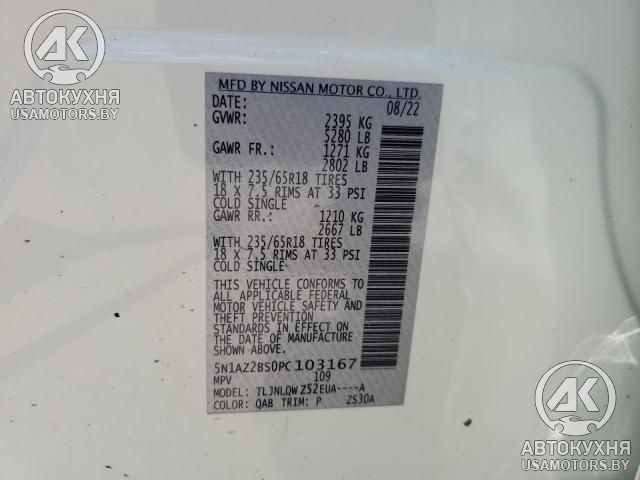 АК
АВТОКУХНЯ
USAMOTORS.BY
MFD BY NISSAN MOTOR CO., LTD.
DATE: 08/22
GVWR: 2395 KG
5280 LB
GAWR FR.: 1271 KG
2802 LB
WITH 235/65R18 TIRES
18 X 7.5 RIMS AT 33 PSI
COLD SINGLE
GAWR RR.: 1210 KG
2667 LB
WITH 235/65R18 TIRES
18 X 7.5 RIMS AT 33 PSI
COLD SINGLE
THIS VEHICLE CONFORMS TO
ALL APPLICABLE FEDERAL
MOTOR VEHICLE SAFETY AND
THEFT PREVENTION
STANDARDS IN EFFECT ON
THE DATE OF MANUFACTURE
SHOWN ABOVE.
5N1AZ2BS0PC103167
MPV 109
MODEL: TLJNLQWZ52EUA----A
COLOR: QAB TRIM: P ZS30A
АК
АВТОКУХНЯ
USAMOTORS.BY